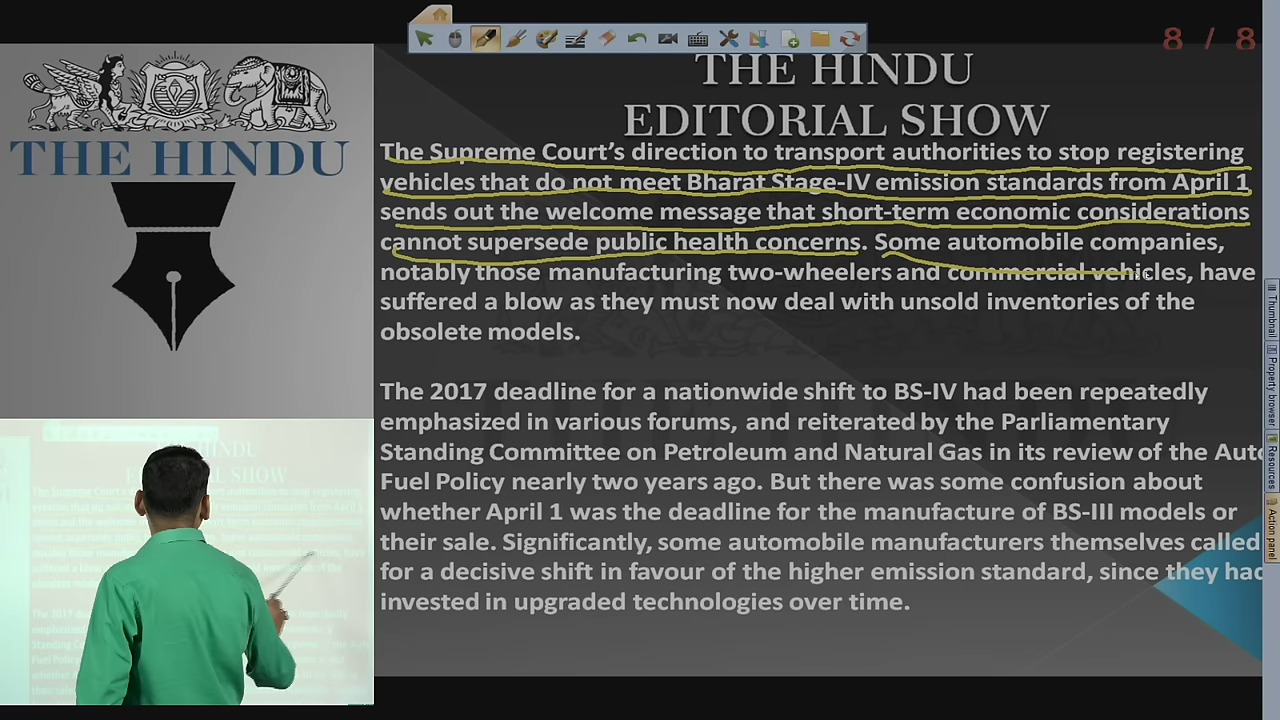 8 / 8
THE HINDU
EDITORIAL SHOW
THE HINDU
The Supreme Court's direction to transport authorities to stop registering
vehicles that do not meet Bharat Stage-IV emission standards from April 1
sends out the welcome message that short-term economic considerations
cannot supersede public health concerns. Some automobile companies,
notably those manufacturing two-wheelers and commercial vehicles, have
suffered a blow as they must now deal with unsold inventories of the
obsolete models.
The 2017 deadline for a nationwide shift to BS-IV had been repeatedly
emphasized in various forums, and reiterated by the Parliamentary
Standing Committee on Petroleum and Natural Gas in its review of the Auto
Fuel Policy nearly two years ago. But there was some confusion about
whether April 1 was the deadline for the manufacture of BS-III models or
their sale. Significantly, some automobile manufacturers themselves called
for a decisive shift in favour of the higher emission standard, since they had
invested in upgraded technologies over time.
Thumbnail
Property browser
Resources
Action panel